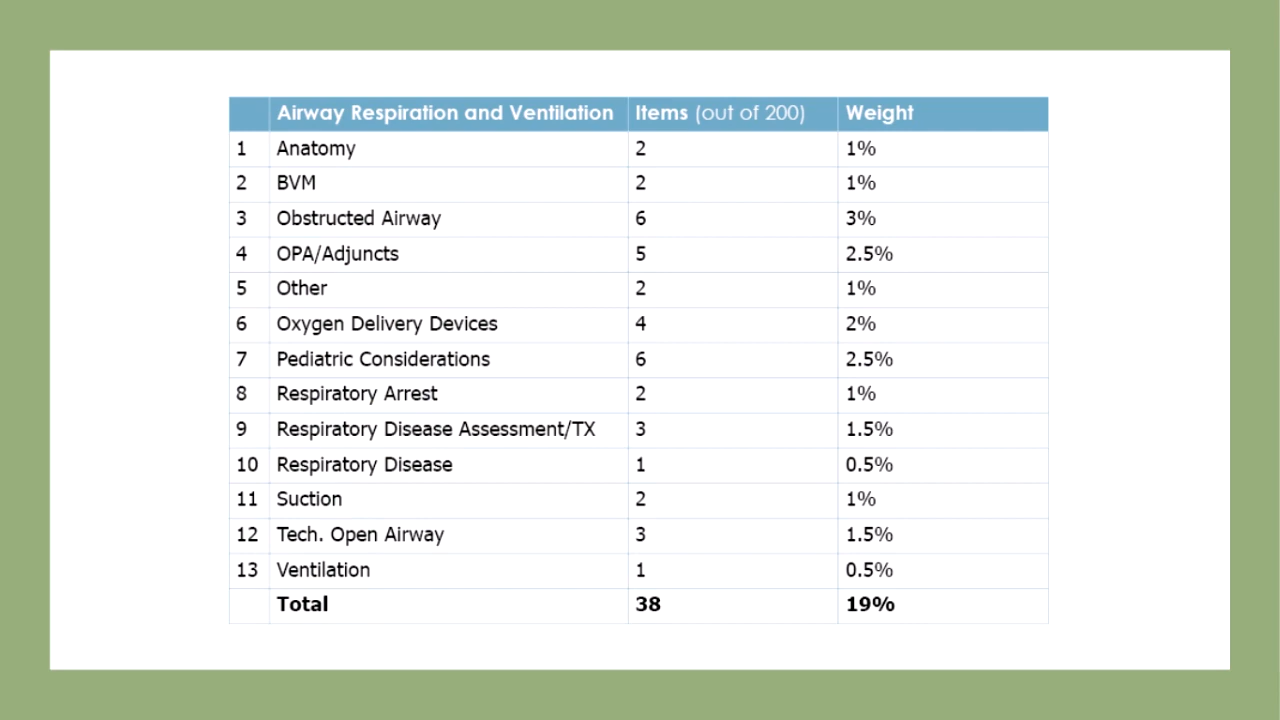 Airway Respiration and Ventilation Items (out of 200) Weight
1 Anatomy 2 1%
2 BVM 2 1%
3 Obstructed Airway 6 3%
4 OPA/Adjuncts 5 2.5%
5 Other 2 1%
6 Oxygen Delivery Devices 4 2%
7 Pediatric Considerations 6 2.5%
8 Respiratory Arrest 2 1%
9 Respiratory Disease Assessment/TX 3 1.5%
10 Respiratory Disease 1 0.5%
11 Suction 2 1%
12 Tech. Open Airway 3 1.5%
13 Ventilation 1 0.5%
Total 38 19%